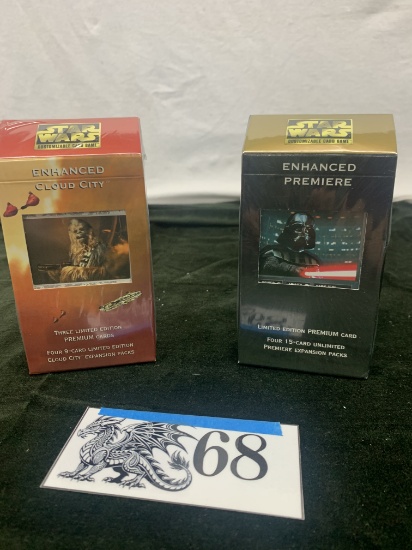 STAR WARS
CUSTOMIZABLE CARD GAME
ENHANCED
CLOUD CITY
THREE LIMITED EDITION
PREMIUM CARDS
FOUR 9-CARD LIMITED EDITION
CLOUD CITY EXPANSION PACKS
STAR WARS
CUSTOMIZABLE CARD GAME
ENHANCED
PREMIERE
LIMITED EDITION PREMIUM CARD
FOUR 15-CARD UNLIMITED
PREMIERE EXPANSION PACKS
68